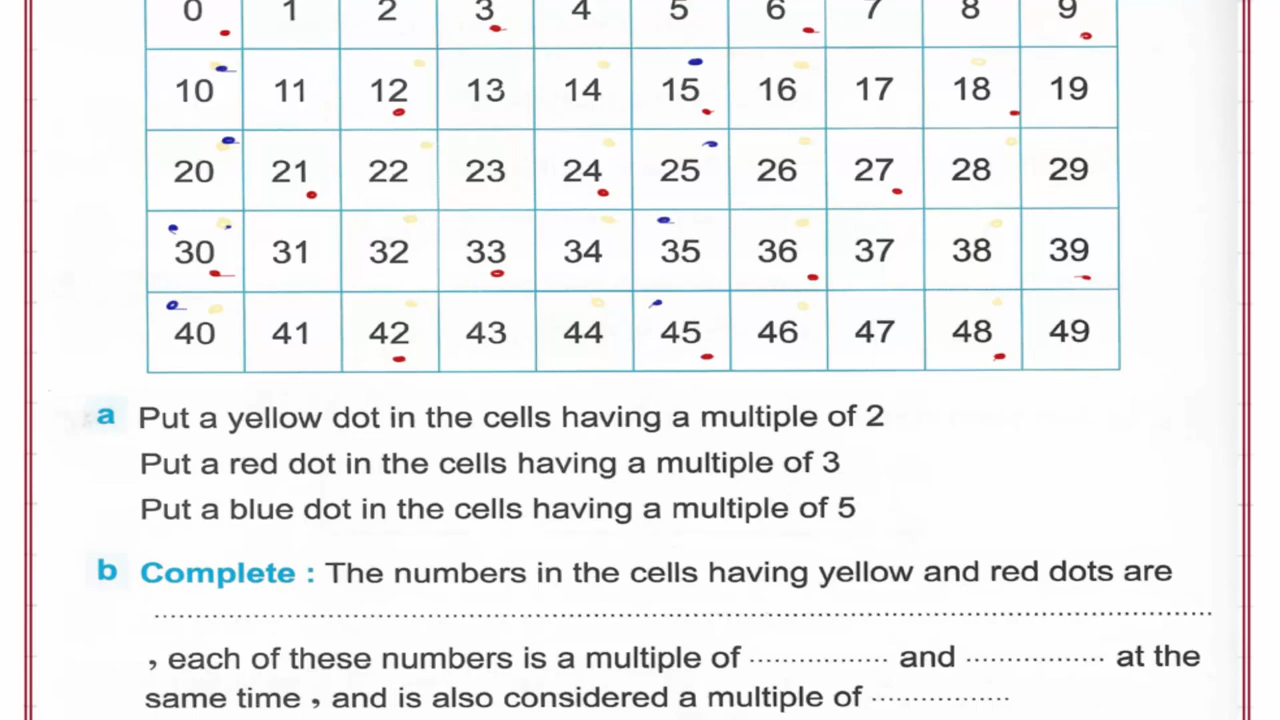 0 1 2 3 4 5 6 7 8 9
10 11 12 13 14 15 16 17 18 19
20 21 22 23 24 25 26 27 28 29
30 31 32 33 34 35 36 37 38 39
40 41 42 43 44 45 46 47 48 49
a Put a yellow dot in the cells having a multiple of 2
Put a red dot in the cells having a multiple of 3
Put a blue dot in the cells having a multiple of 5
b Complete : The numbers in the cells having yellow and red dots are
................................................................
, each of these numbers is a multiple of ................ and ................ at the
same time , and is also considered a multiple of ................